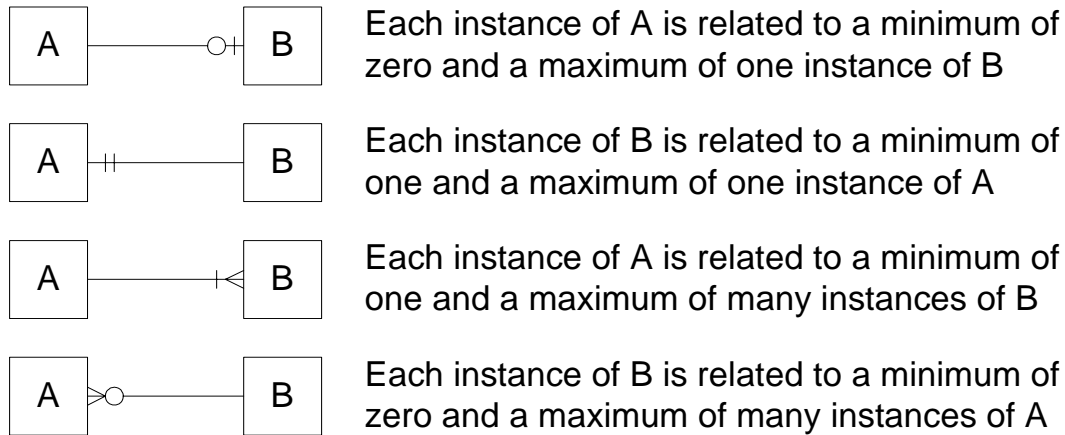 A B Each instance of A is related to a minimum of
zero and a maximum of one instance of B
A B Each instance of B is related to a minimum of
one and a maximum of one instance of A
A B Each instance of A is related to a minimum of
one and a maximum of many instances of B
A B Each instance of B is related to a minimum of
zero and a maximum of many instances of A